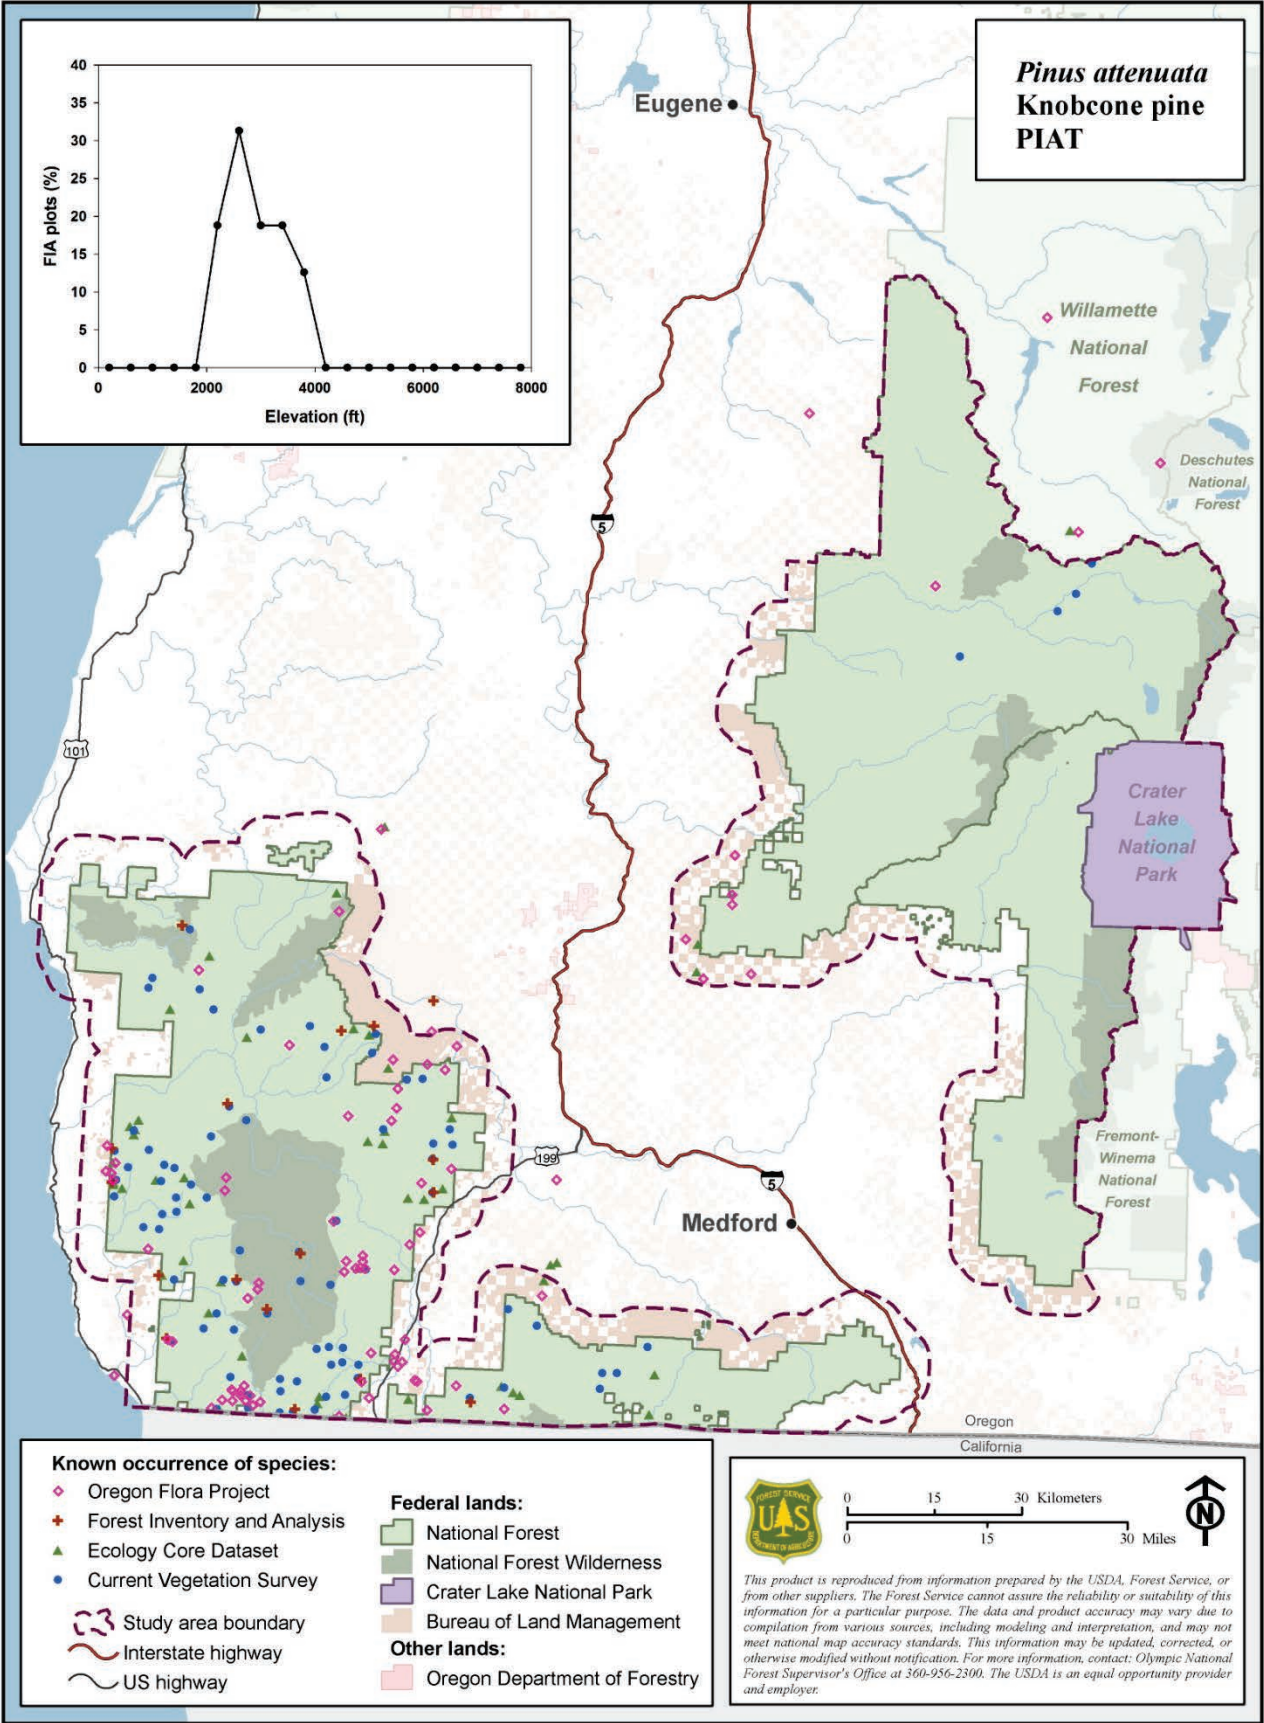 40
35
30
25
20
15
10
5
0
FIA plots (%)
0 2000 4000 6000 8000
Elevation (ft)
Pinus attenuata
Knobcone pine
PIAT
Eugene
Willamette
National
Forest
Deschutes
National
Forest
5
101
Crater
Lake
National
Park
199
5
Medford
Fremont-
Winema
National
Forest
Oregon
California
Known occurrence of species:
Oregon Flora Project
Forest Inventory and Analysis
Ecology Core Dataset
Current Vegetation Survey
Study area boundary
Interstate highway
US highway
Federal lands:
National Forest
National Forest Wilderness
Crater Lake National Park
Bureau of Land Management
Other lands:
Oregon Department of Forestry
FOREST SERVICE
U S
DEPARTMENT OF AGRICULTURE
0 15 30 Kilometers
0 15 30 Miles
N
This product is reproduced from information prepared by the USDA, Forest Service, or
from other suppliers. The Forest Service cannot assure the reliability or suitability of this
information for a particular purpose. The data and product accuracy may vary due to
compilation from various sources, including modeling and interpretation, and may not
meet national map accuracy standards. This information may be updated, corrected, or
otherwise modified without notification. For more information, contact: Olympic National
Forest Supervisor's Office at 360-956-2300. The USDA is an equal opportunity provider
and employer.